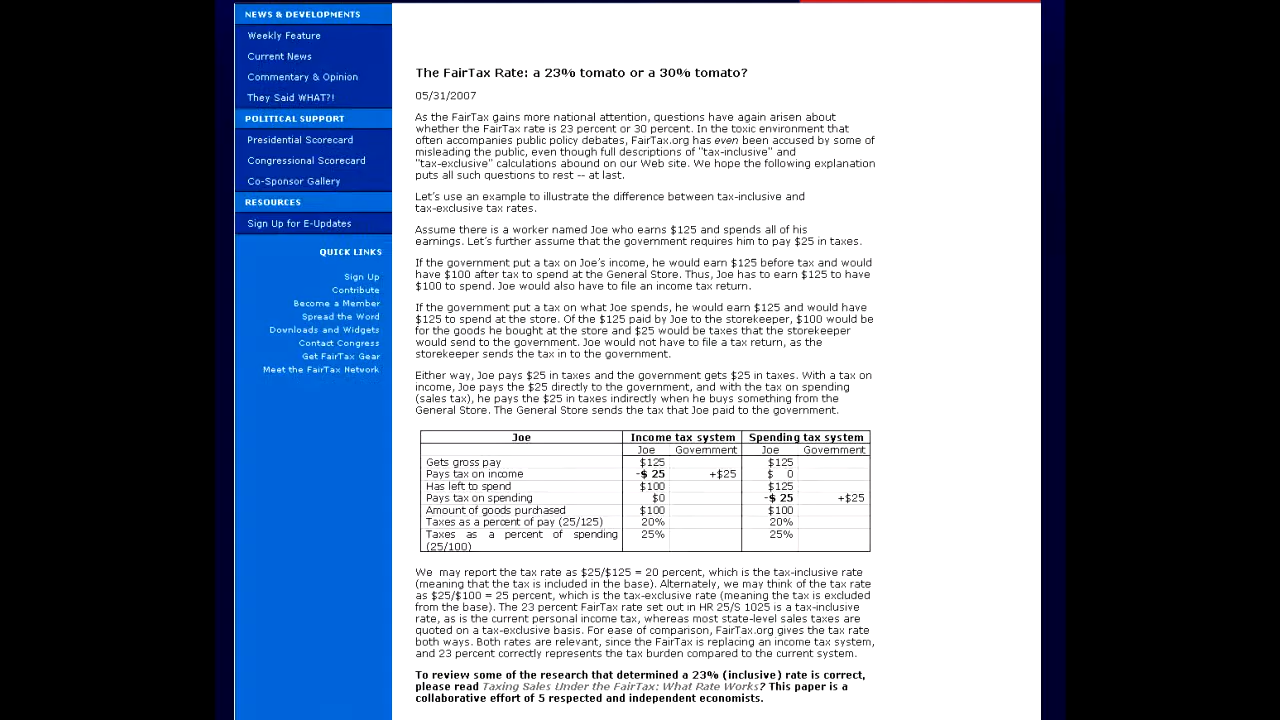 NEWS & DEVELOPMENTS
Weekly Feature
Current News
Commentary & Opinion
They Said WHAT?!
POLITICAL SUPPORT
Presidential Scorecard
Congressional Scorecard
Co-Sponsor Gallery
RESOURCES
Sign Up for E-Updates
QUICK LINKS
Sign Up
Contribute
Become a Member
Spread the Word
Downloads and Widgets
Contact Congress
Get FairTax Gear
Meet the FairTax Network
The FairTax Rate: a 23% tomato or a 30% tomato?
05/31/2007
As the FairTax gains more national attention, questions have again arisen about
whether the FairTax rate is 23 percent or 30 percent. In the toxic environment that
often accompanies public policy debates, FairTax.org has even been accused by some of
misleading the public, even though full descriptions of "tax-inclusive" and
"tax-exclusive" calculations abound on our Web site. We hope the following explanation
puts all such questions to rest -- at last.
Let's use an example to illustrate the difference between tax-inclusive and
tax-exclusive tax rates.
Assume there is a worker named Joe who earns $125 and spends all of his
earnings. Let's further assume that the government requires him to pay $25 in taxes.
If the government put a tax on Joe's income, he would earn $125 before tax and would
have $100 after tax to spend at the General Store. Thus, Joe has to earn $125 to have
$100 to spend. Joe would also have to file an income tax return.
If the government put a tax on what Joe spends, he would earn $125 and would have
$125 to spend at the store. Of the $125 paid by Joe to the storekeeper, $100 would be
for the goods he bought at the store and $25 would be taxes that the storekeeper
would send to the government. Joe would not have to file a tax return, as the
storekeeper sends the tax in to the government.
Either way, Joe pays $25 in taxes and the government gets $25 in taxes. With a tax on
income, Joe pays the $25 directly to the government, and with the tax on spending
(sales tax), he pays the $25 in taxes indirectly when he buys something from the
General Store. The General Store sends the tax that Joe paid to the government.
Joe Income tax system Spending tax system
Joe Government Joe Government
Gets gross pay $125 $125
Pays tax on income -$ 25 +$25 $ 0
Has left to spend $100 $125
Pays tax on spending $0 -$ 25 +$25
Amount of goods purchased $100 $100
Taxes as a percent of pay (25/125) 20% 20%
Taxes as a percent of spending 25% 25%
(25/100)
We may report the tax rate as $25/$125 = 20 percent, which is the tax-inclusive rate
(meaning that the tax is included in the base). Alternately, we may think of the tax rate
as $25/$100 = 25 percent, which is the tax-exclusive rate (meaning the tax is excluded
from the base). The 23 percent FairTax rate set out in HR 25/S 1025 is a tax-inclusive
rate, as is the current personal income tax, whereas most state-level sales taxes are
quoted on a tax-exclusive basis. For ease of comparison, FairTax.org gives the tax rate
both ways. Both rates are relevant, since the FairTax is replacing an income tax system,
and 23 percent correctly represents the tax burden compared to the current system.
To review some of the research that determined a 23% (inclusive) rate is correct,
please read Taxing Sales Under the FairTax: What Rate Works? This paper is a
collaborative effort of 5 respected and independent economists.